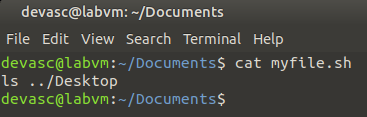 devasc@labvm: ~/Documents
File Edit View Search Terminal Help
devasc@labvm:~/Documents$ cat myfile.sh
ls ../Desktop
devasc@labvm:~/Documents$